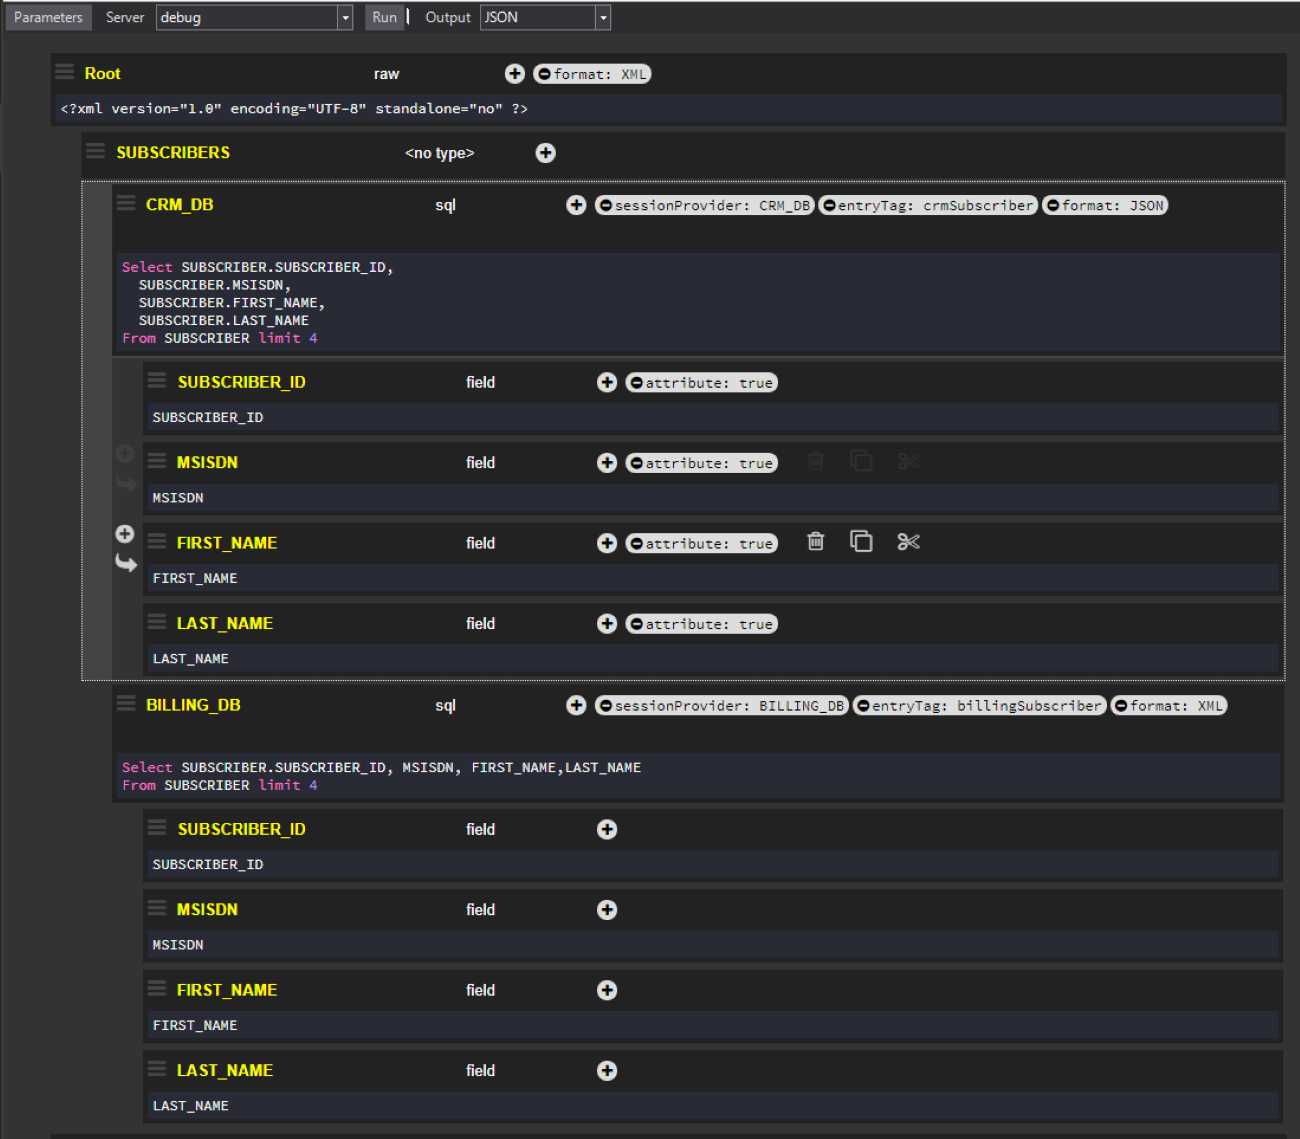 Parameters Server debug Run Output JSON
Root raw format: XML
<?xml version="1.0" encoding="UTF-8" standalone="no" ?>
SUBSCRIBERS <no type>
CRM_DB sql sessionProvider: CRM_DB entryTag: crmSubscriber format: JSON
Select SUBSCRIBER.SUBSCRIBER_ID,
SUBSCRIBER.MSISDN,
SUBSCRIBER.FIRST_NAME,
SUBSCRIBER.LAST_NAME
From SUBSCRIBER limit 4
SUBSCRIBER_ID field attribute: true
SUBSCRIBER_ID
MSISDN field attribute: true
MSISDN
FIRST_NAME field attribute: true
FIRST_NAME
LAST_NAME field attribute: true
LAST_NAME
BILLING_DB sql sessionProvider: BILLING_DB entryTag: billingSubscriber format: XML
Select SUBSCRIBER.SUBSCRIBER_ID, MSISDN, FIRST_NAME,LAST_NAME
From SUBSCRIBER limit 4
SUBSCRIBER_ID field
SUBSCRIBER_ID
MSISDN field
MSISDN
FIRST_NAME field
FIRST_NAME
LAST_NAME field
LAST_NAME